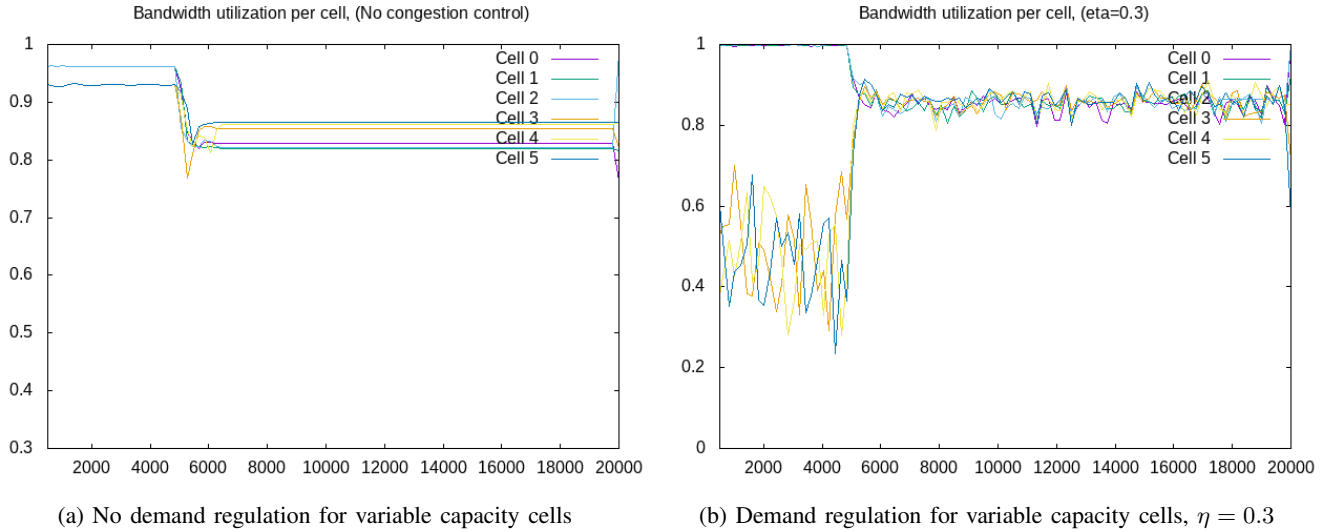 Bandwidth utilization per cell, (No congestion control)
1
0.9
0.8
0.7
0.6
0.5
0.4
0.3
2000 4000 6000 8000 10000 12000 14000 16000 18000 20000
Cell 0
Cell 1
Cell 2
Cell 3
Cell 4
Cell 5
(a) No demand regulation for variable capacity cells
Bandwidth utilization per cell, (eta=0.3)
1
0.8
0.6
0.4
0.2
0
2000 4000 6000 8000 10000 12000 14000 16000 18000 20000
Cell 0
Cell 1
Cell 2
Cell 3
Cell 4
Cell 5
(b) Demand regulation for variable capacity cells, η = 0.3